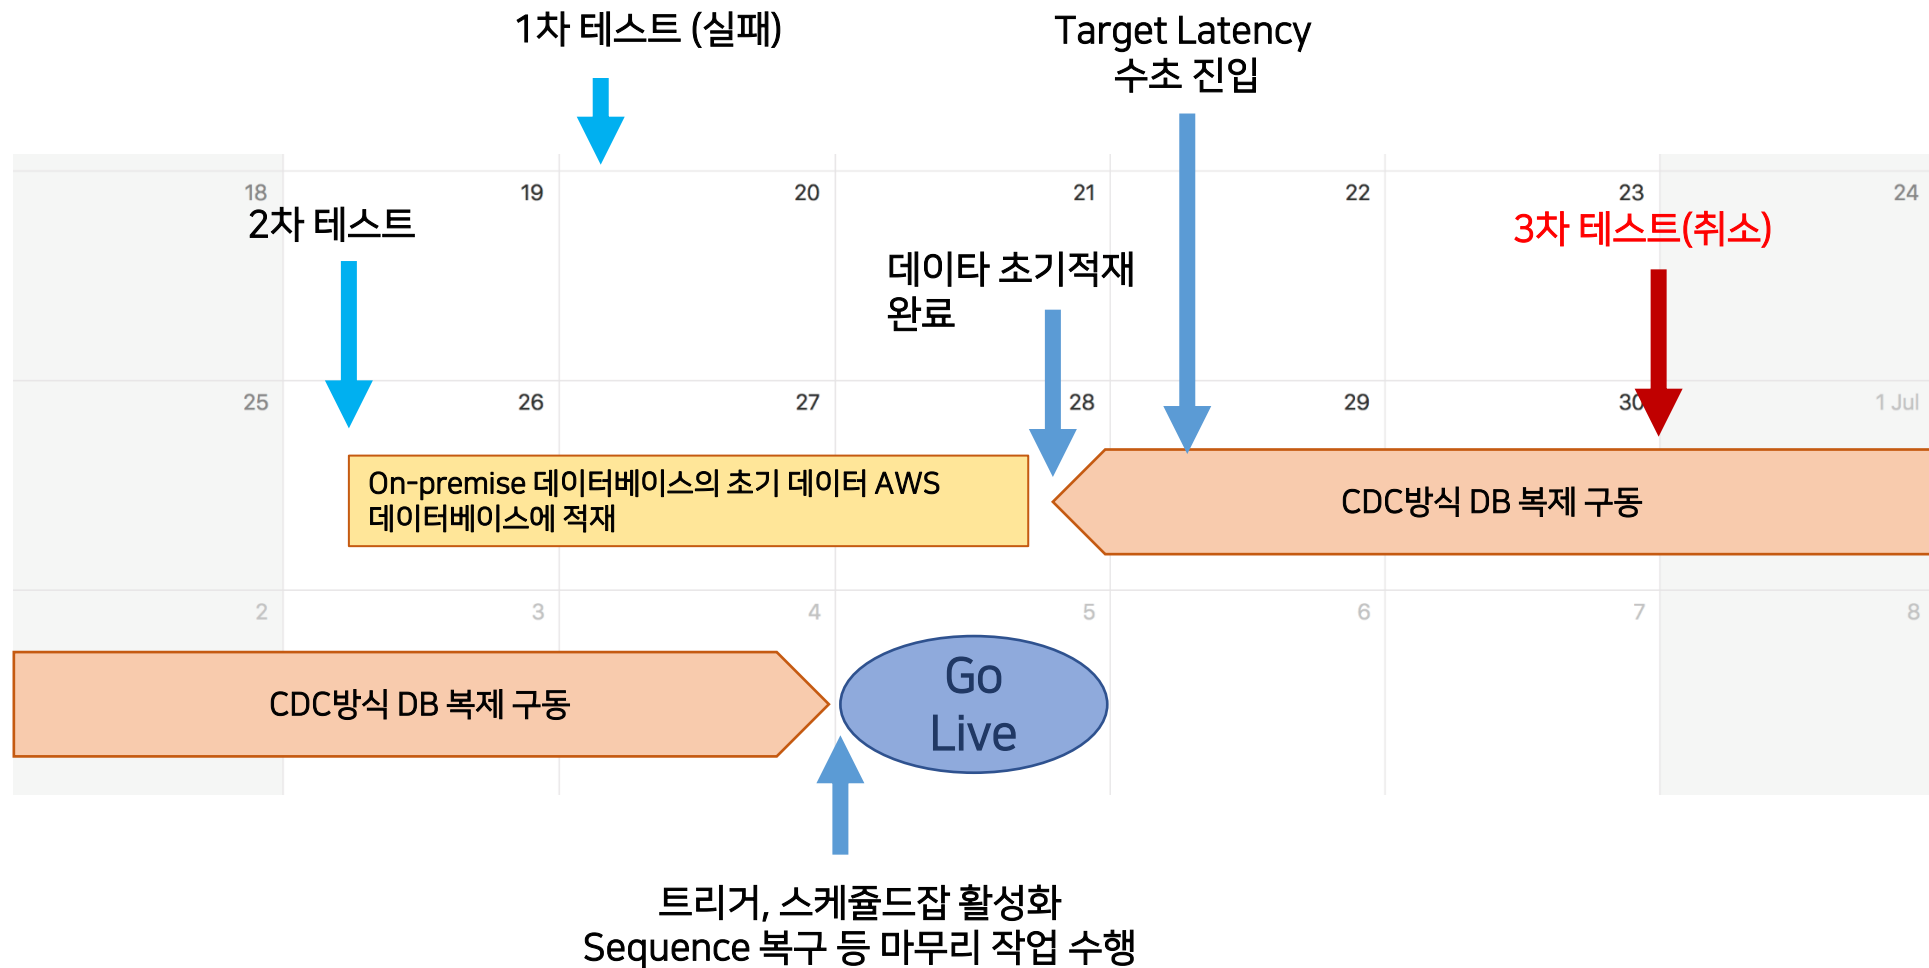 1차 테스트 (실패)
Target Latency
수초 진입
18
19
20
21
22
23
24
2차 테스트
3차 테스트(취소)
데이타 초기적재
완료
25
26
27
28
29
30
1 Jul
On-premise 데이터베이스의 초기 데이터 AWS
데이터베이스에 적재
CDC방식 DB 복제 구동
2
3
4
5
6
7
8
CDC방식 DB 복제 구동
Go
Live
트리거, 스케쥴드잡 활성화
Sequence 복구 등 마무리 작업 수행